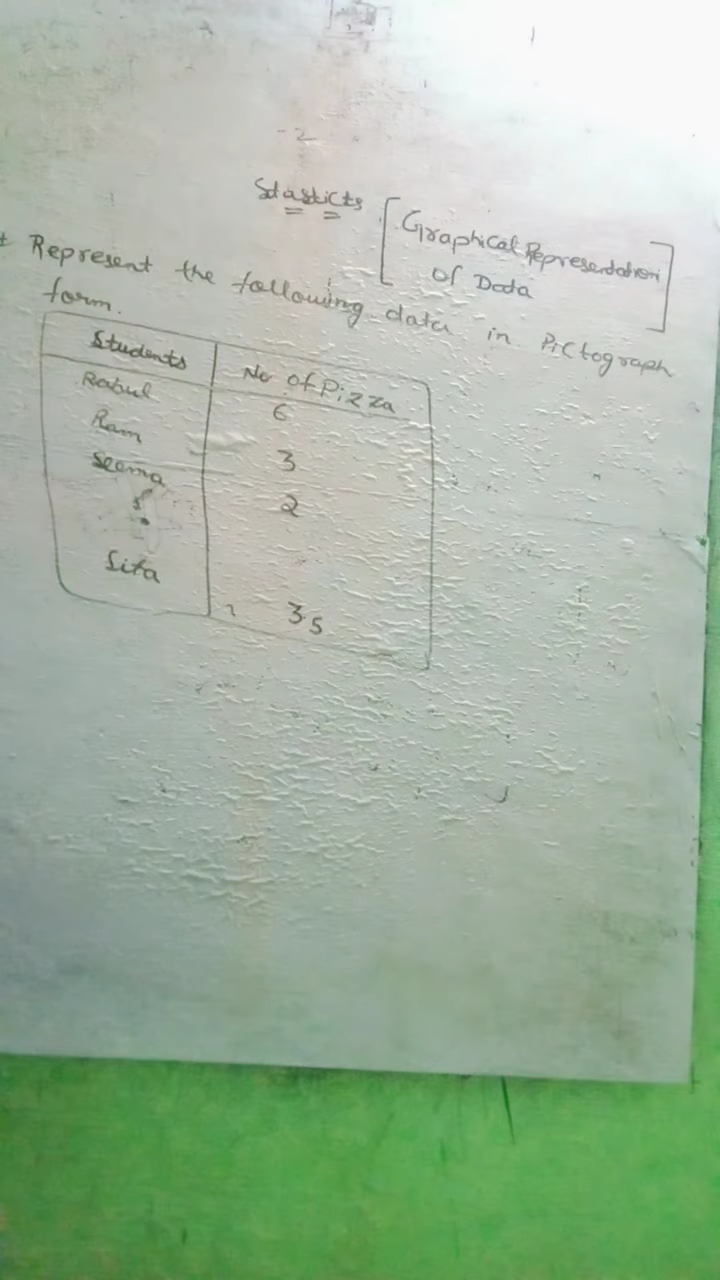 Stasticts [Graphical Representation
of Data]
Represent the following data in Pictograph
form.
Students No of Pizza
Rahul 6
Ram 3
Seema 2
Sita 3.5